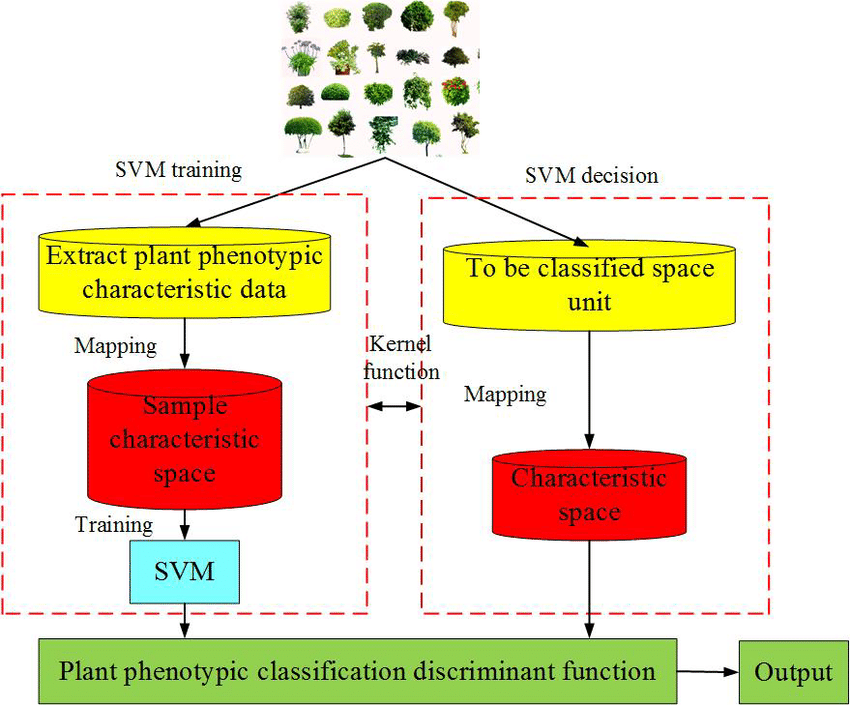 SVM training
SVM decision
Extract plant phenotypic
characteristic data
To be classified space
unit
Mapping
Kernel
function
Mapping
Sample
characteristic
space
Characteristic
space
Training
SVM
Plant phenotypic classification discriminant function
Output